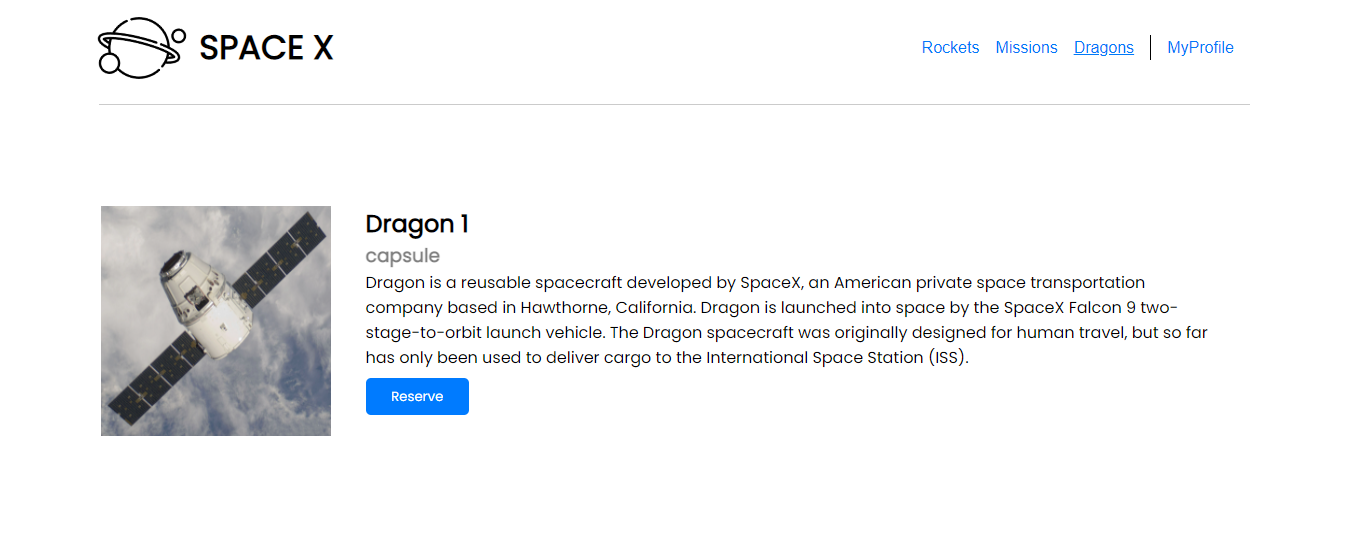 SPACE X
Rockets Missions Dragons MyProfile
Dragon 1
capsule
Dragon is a reusable spacecraft developed by SpaceX, an American private space transportation
company based in Hawthorne, California. Dragon is launched into space by the SpaceX Falcon 9 two-
stage-to-orbit launch vehicle. The Dragon spacecraft was originally designed for human travel, but so far
has only been used to deliver cargo to the International Space Station (ISS).
Reserve